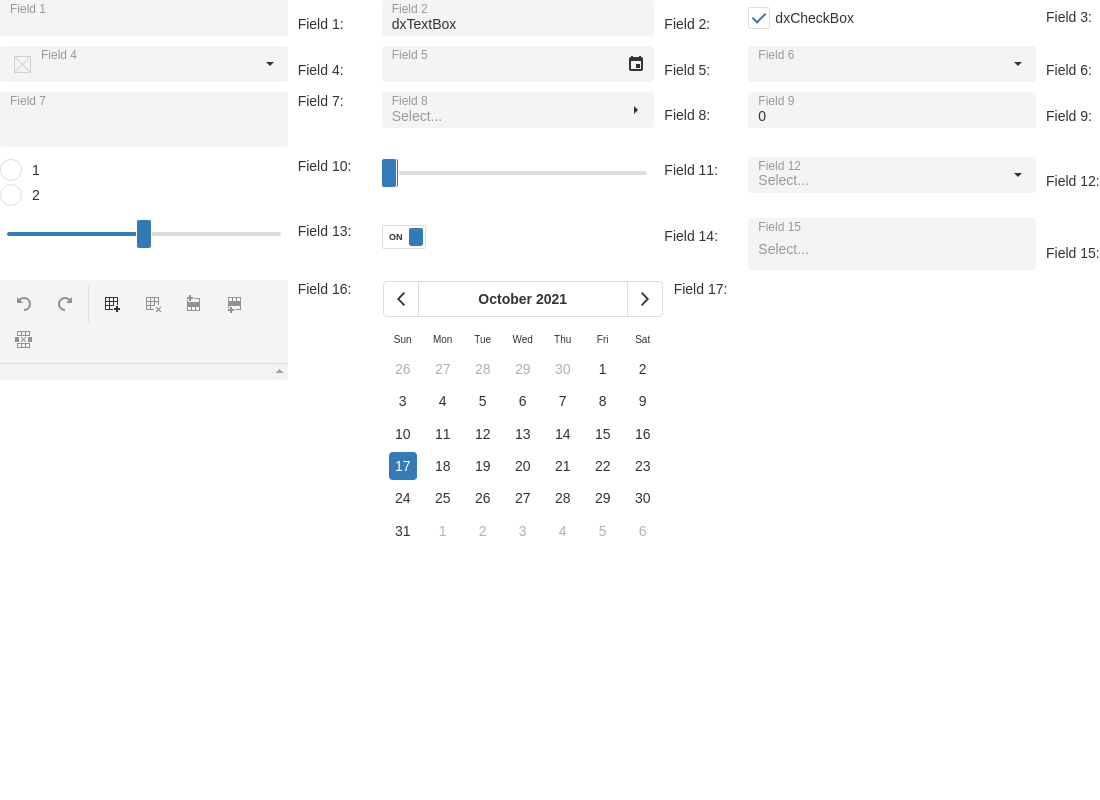 Field 1
Field 1:
Field 2
dxTextBox
Field 2:
dxCheckBox
Field 3:
Field 4
Field 4:
Field 5
Field 5:
Field 6
Field 6:
Field 7
Field 7:
Field 8
Select...
Field 8:
Field 9
0
Field 9:
1
2
Field 10:
Field 11:
Field 12
Select...
Field 12:
Field 13:
ON
Field 14:
Field 15
Select...
Field 15:
Field 16:
October 2021
Sun Mon Tue Wed Thu Fri Sat
26 27 28 29 30 1 2
3 4 5 6 7 8 9
10 11 12 13 14 15 16
17 18 19 20 21 22 23
24 25 26 27 28 29 30
31 1 2 3 4 5 6
Field 17: